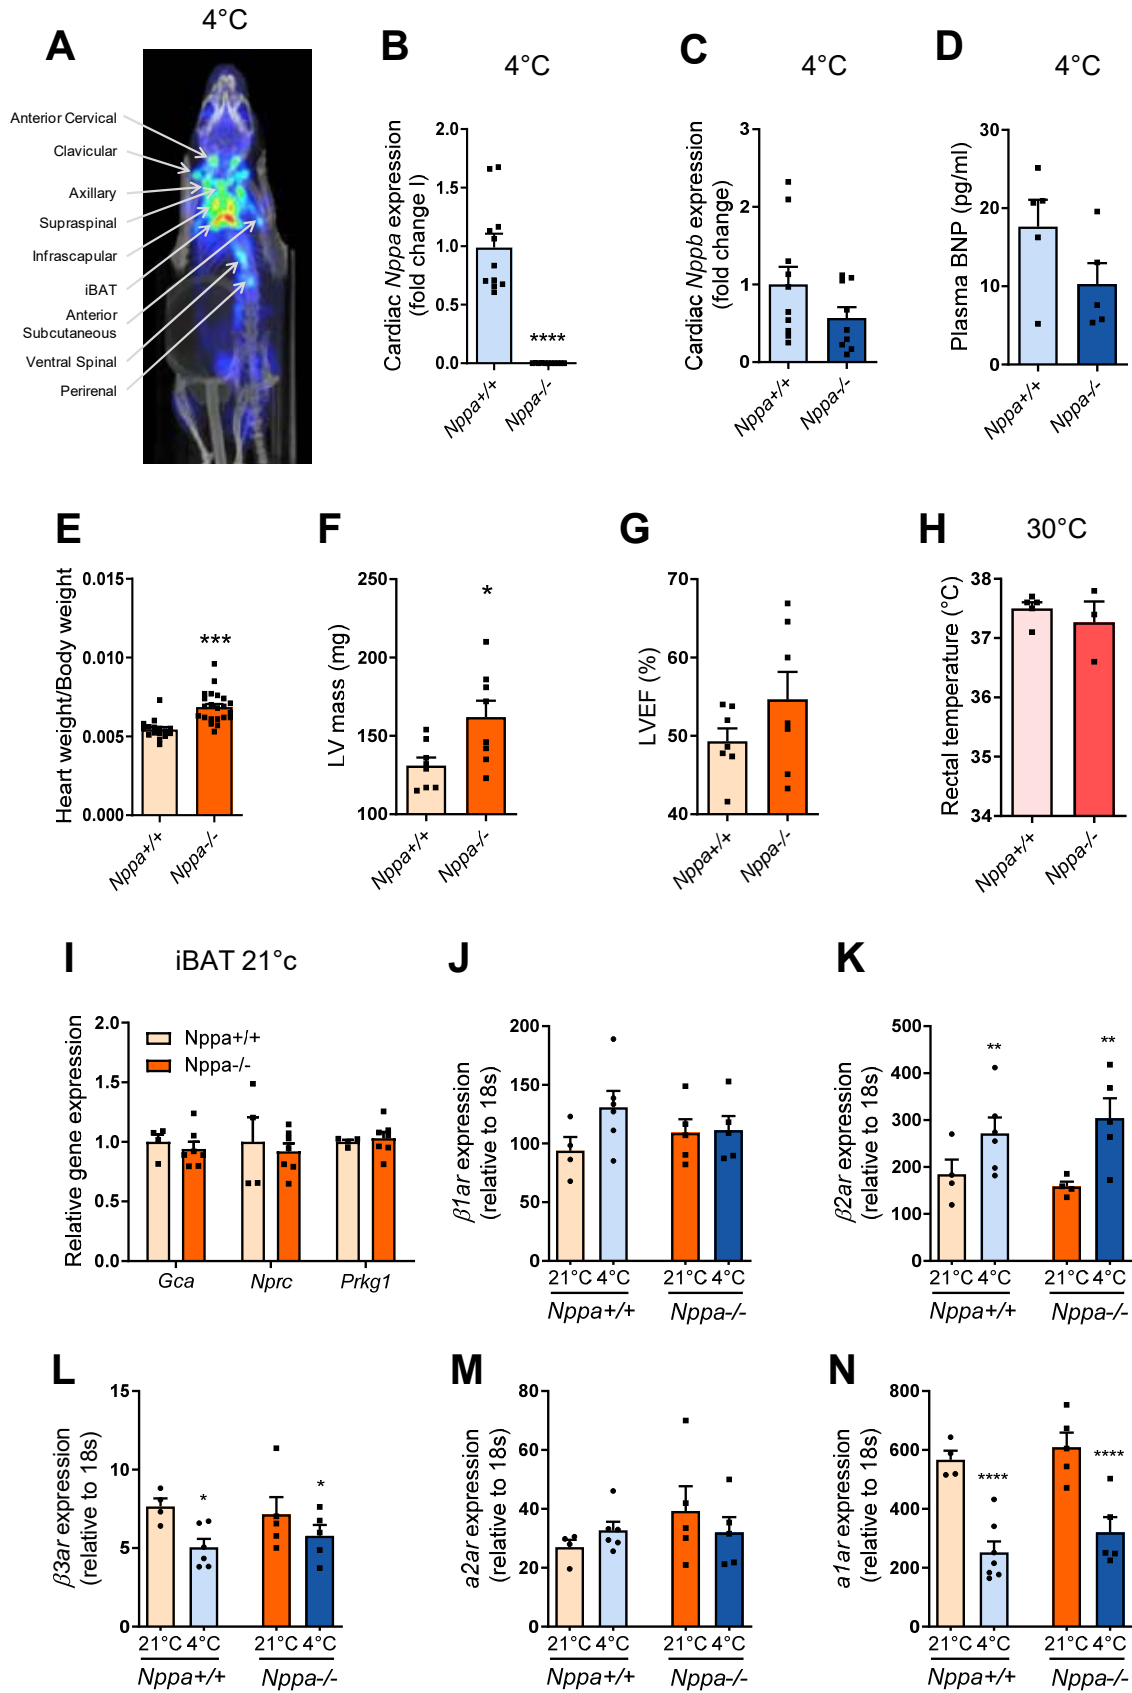 A
4°C
Anterior Cervical
Clavicular
Axillary
Supraspinal
Infrascapular
iBAT
Anterior
Subcutaneous
Ventral Spinal
Perirenal
B
4°C
Cardiac Nppa expression
(fold change l)
2.0
1.5
1.0
0.5
0.0
****
Nppa+/+
Nppa-/-
C
4°C
Cardiac Nppb expression
(fold change)
3
2
1
0
Nppa+/+
Nppa-/-
D
4°C
Plasma BNP (pg/ml)
30
20
10
0
Nppa+/+
Nppa-/-
E
Heart weight/Body weight
0.015
0.010
0.005
0.000
***
Nppa+/+
Nppa-/-
F
LV mass (mg)
250
200
150
100
*
Nppa+/+
Nppa-/-
G
LVEF (%)
70
60
50
40
Nppa+/+
Nppa-/-
H
30°C
Rectal temperature (°C)
38
37
36
35
34
Nppa+/+
Nppa-/-
I
iBAT 21°c
Relative gene expression
2.0
1.5
1.0
0.5
0.0
Nppa+/+
Nppa-/-
Gca
Nprc
Prkg1
J
β1ar expression
(relative to 18s)
200
150
100
50
0
21°C 4°C
21°C 4°C
Nppa+/+
Nppa-/-
K
β2ar expression
(relative to 18s)
500
400
300
200
100
0
**
**
21°C 4°C
21°C 4°C
Nppa+/+
Nppa-/-
L
β3ar expression
(relative to 18s)
15
10
5
0
*
*
21°C 4°C
21°C 4°C
Nppa+/+
Nppa-/-
M
a2ar expression
(relative to 18s)
80
60
40
20
0
21°C 4°C
21°C 4°C
Nppa+/+
Nppa-/-
N
a1ar expression
(relative to 18s)
800
600
400
200
0
****
****
21°C 4°C
21°C 4°C
Nppa+/+
Nppa-/-